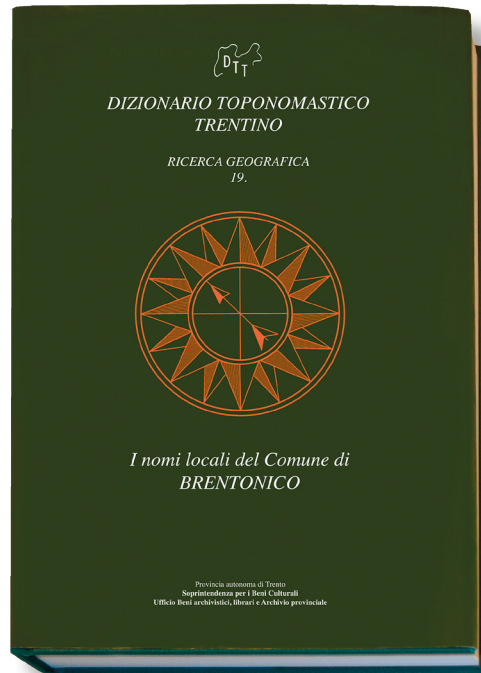 DTT
DIZIONARIO TOPONOMASTICO
TRENTINO
RICERCA GEOGRAFICA
19.
I nomi locali del Comune di
BRENTONICO
Provincia autonoma di Trento
Soprintendenza per i Beni Culturali
Ufficio Beni archivistici, librari e Archivio provinciale